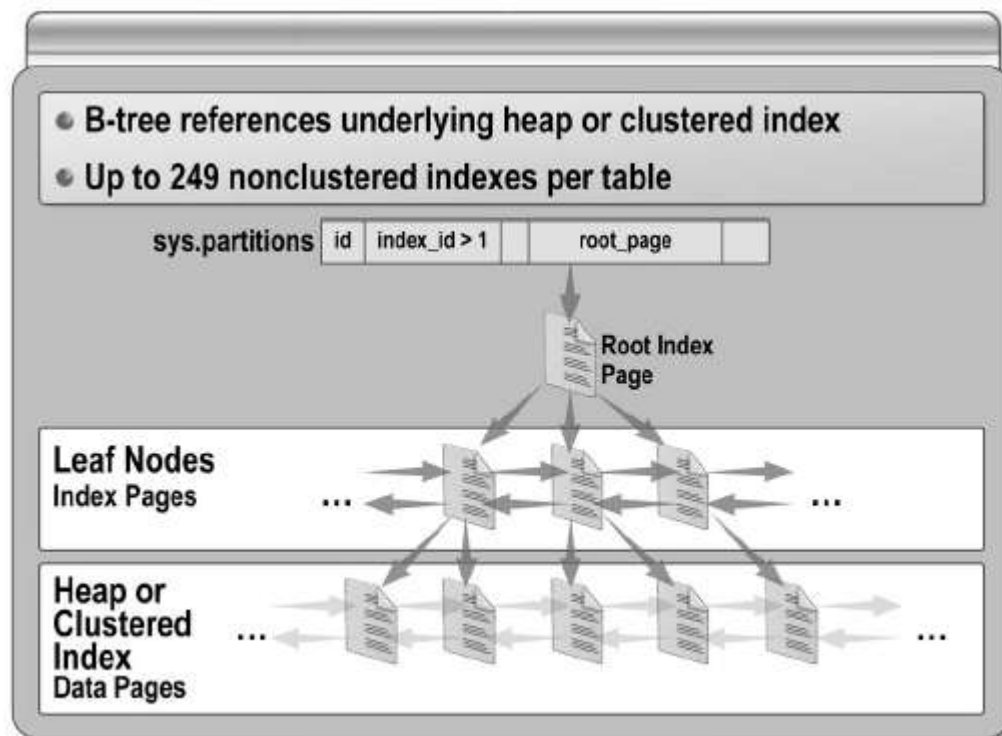 B-tree references underlying heap or clustered index
Up to 249 nonclustered indexes per table
sys.partitions id index_id > 1 root_page
Root Index
Page
Leaf Nodes
Index Pages
... ...
Heap or
Clustered
Index
Data Pages
... ...